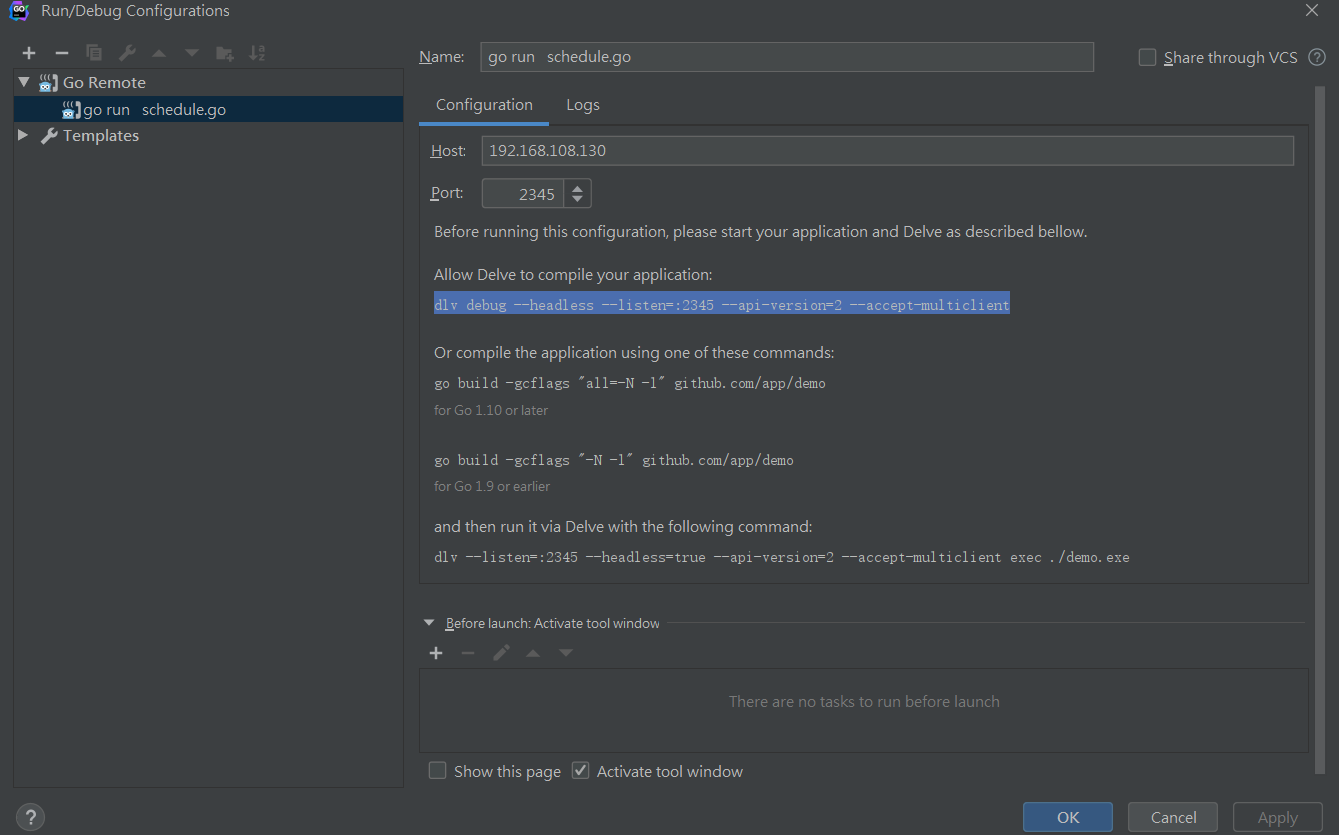 GO
Run/Debug Configurations
Go Remote
go run schedule.go
Templates
Name:
go run schedule.go
Share through VCS
?
Configuration
Logs
Host:
192.168.108.130
Port:
2345
Before running this configuration, please start your application and Delve as described bellow.
Allow Delve to compile your application:
dlv debug --headless --listen=:2345 --api-version=2 --accept-multiclient
Or compile the application using one of these commands:
go build -gcflags "all=-N -l" github.com/app/demo
for Go 1.10 or later
go build -gcflags "-N -l" github.com/app/demo
for Go 1.9 or earlier
and then run it via Delve with the following command:
dlv --listen=:2345 --headless=true --api-version=2 --accept-multiclient exec ./demo.exe
Before launch: Activate tool window
There are no tasks to run before launch
Show this page
Activate tool window
?
OK
Cancel
Apply